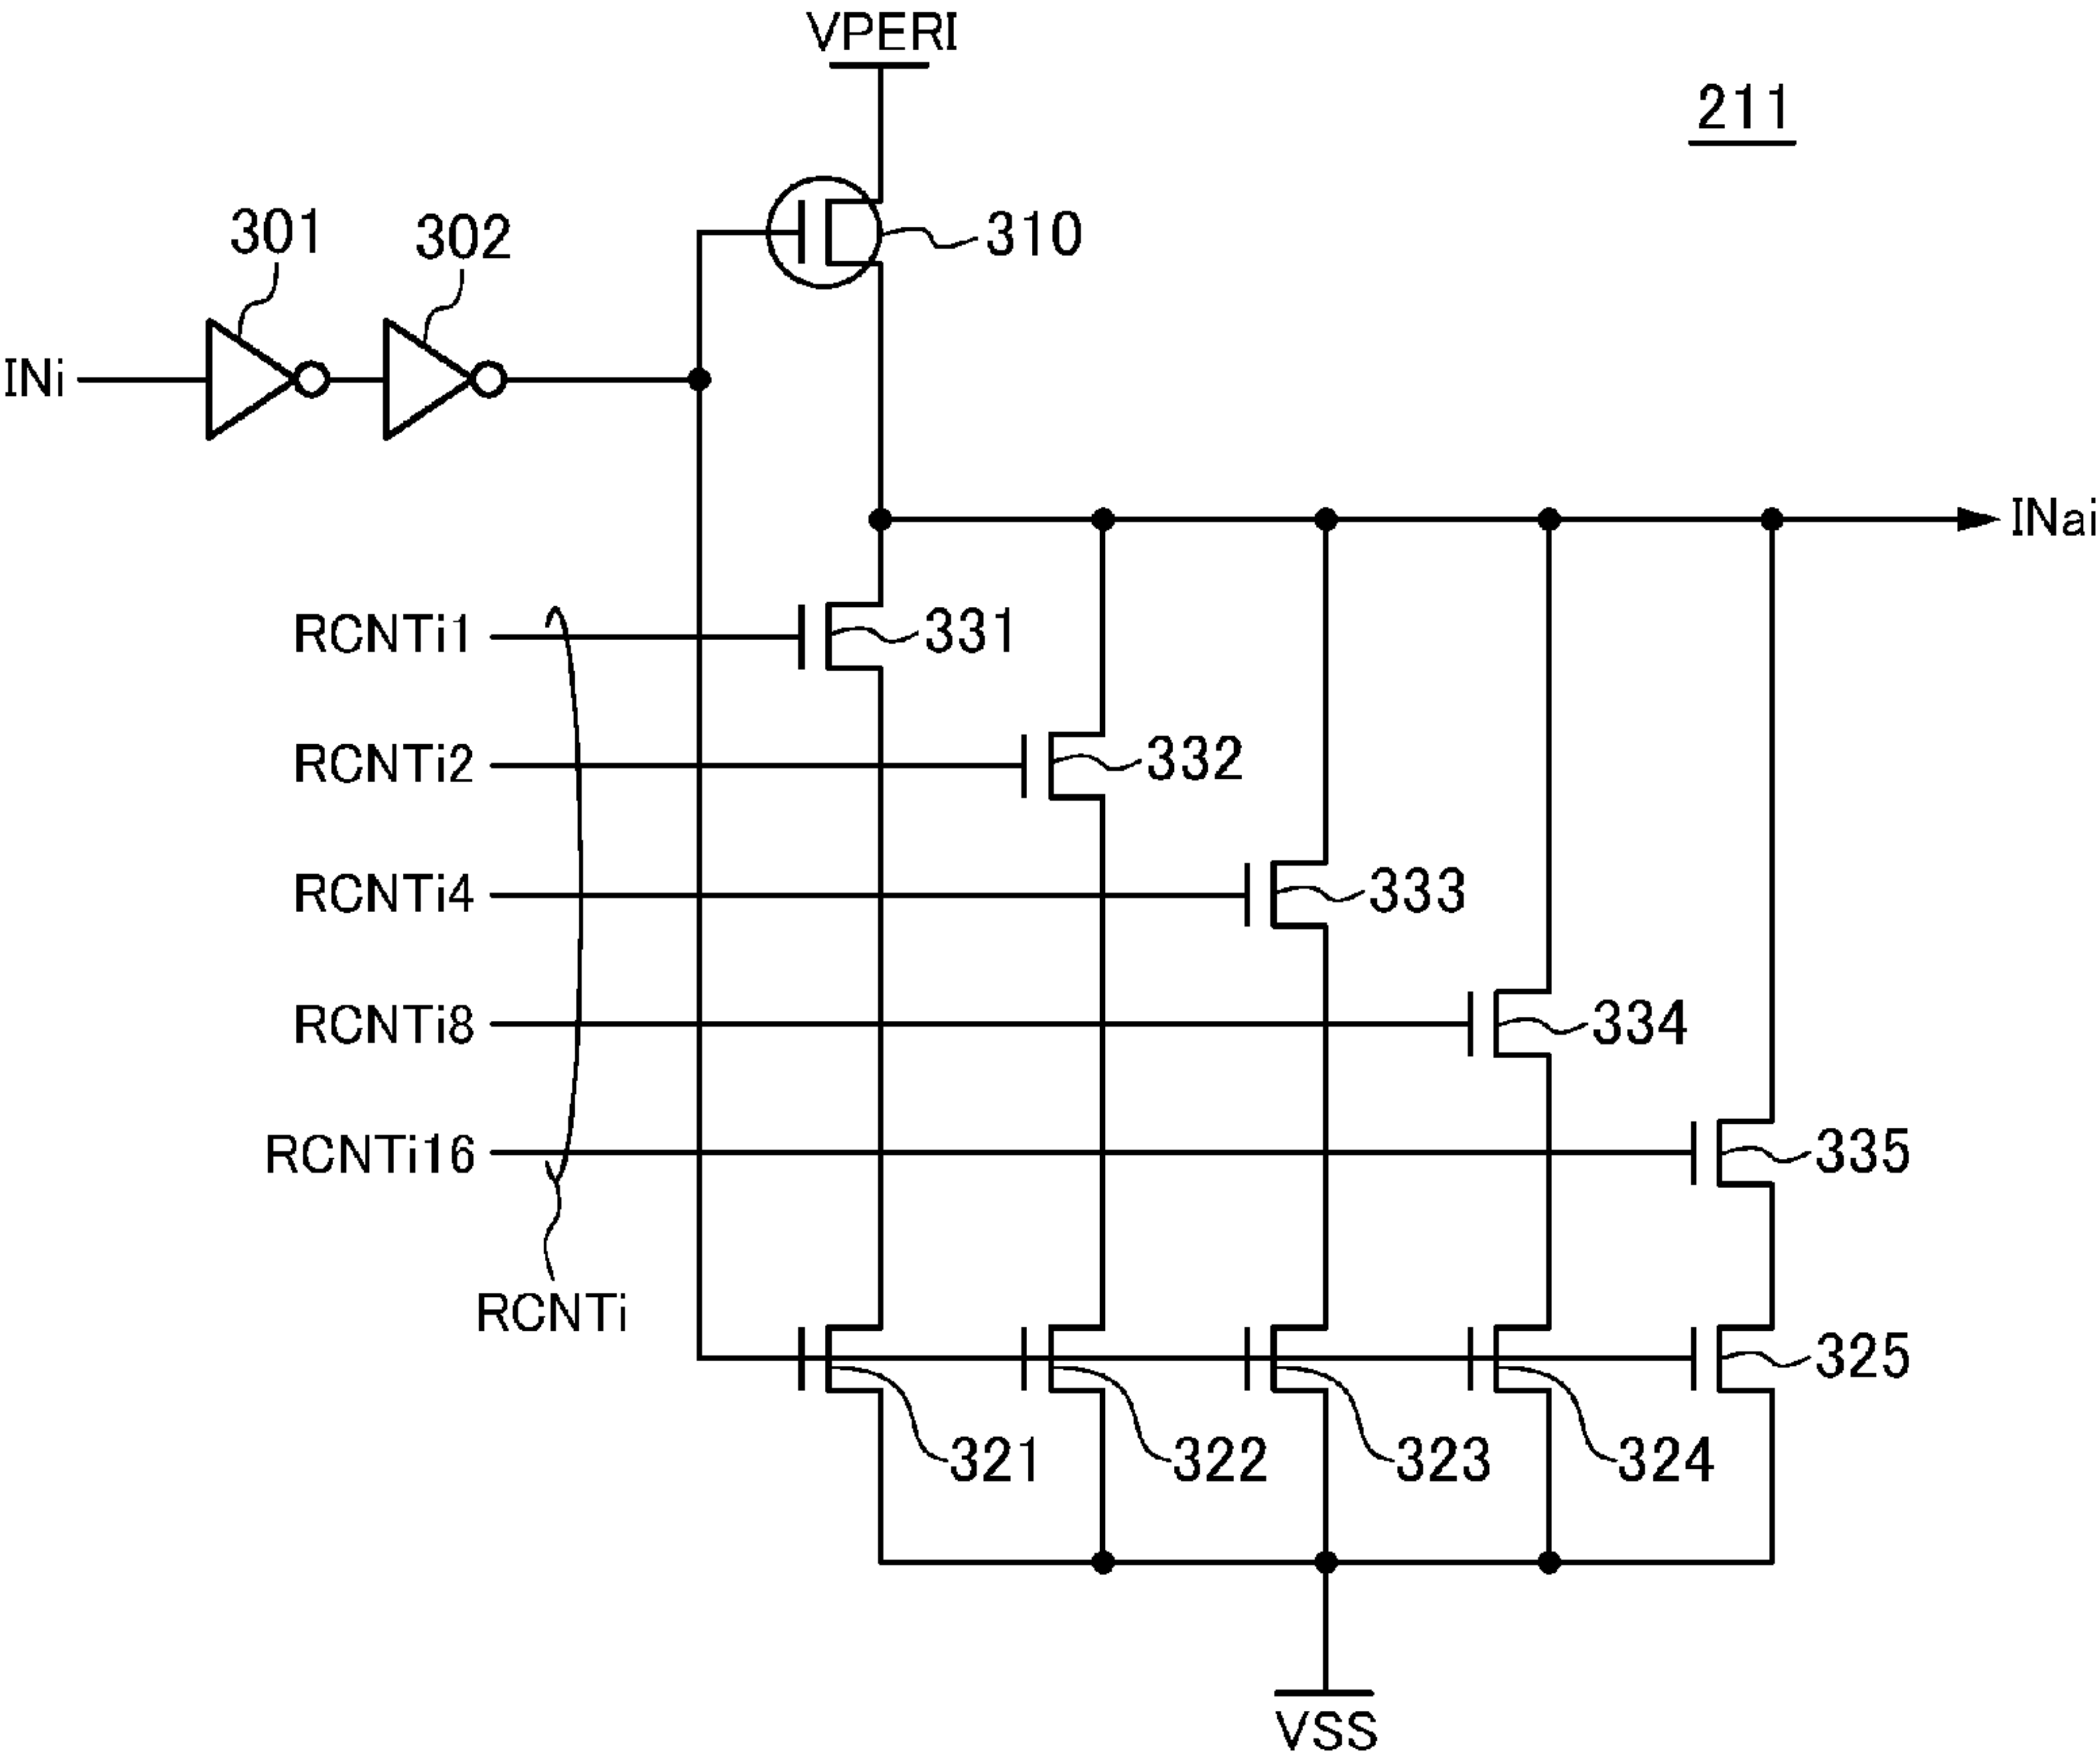 VPERI
211
301
302
310
INi
INai
RCNTi1
331
RCNTi2
332
RCNTi4
333
RCNTi8
334
RCNTi16
335
RCNTi
325
321
322
323
324
VSS